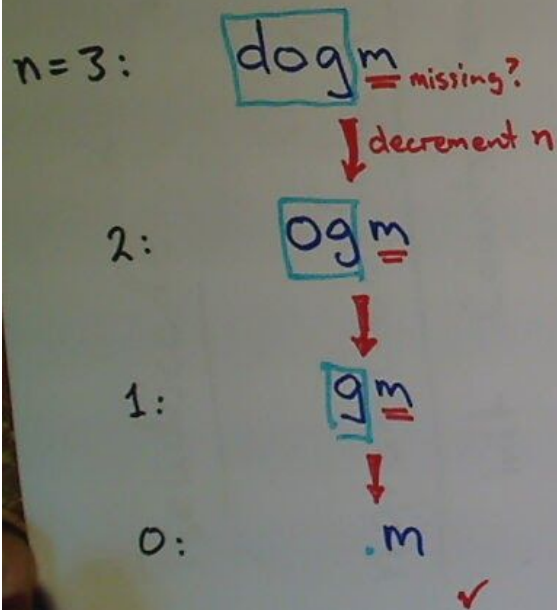 n=3: dogm missing?
decrement n
2: ogm
1: gm
0: .m